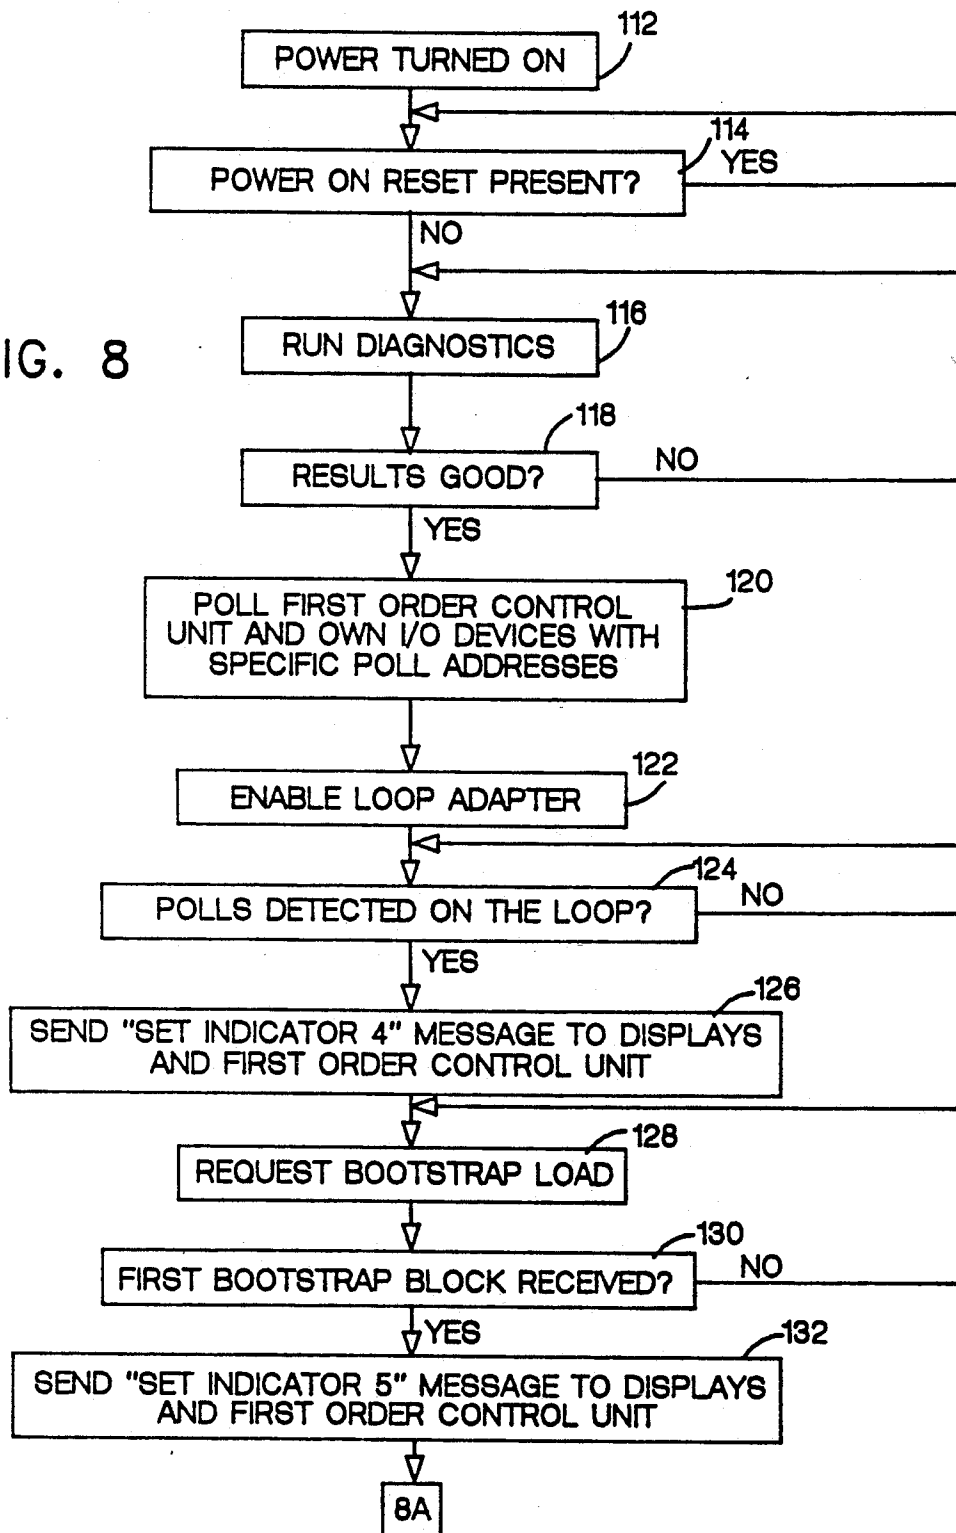 112
POWER TURNED ON
114
YES
POWER ON RESET PRESENT?
NO
116
RUN DIAGNOSTICS
IG. 8
118
RESULTS GOOD?
NO
YES
120
POLL FIRST ORDER CONTROL
UNIT AND OWN I/O DEVICES WITH
SPECIFIC POLL ADDRESSES
122
ENABLE LOOP ADAPTER
124
POLLS DETECTED ON THE LOOP?
NO
YES
126
SEND "SET INDICATOR 4" MESSAGE TO DISPLAYS
AND FIRST ORDER CONTROL UNIT
128
REQUEST BOOTSTRAP LOAD
130
FIRST BOOTSTRAP BLOCK RECEIVED?
NO
YES
132
SEND "SET INDICATOR 5" MESSAGE TO DISPLAYS
AND FIRST ORDER CONTROL UNIT
8A